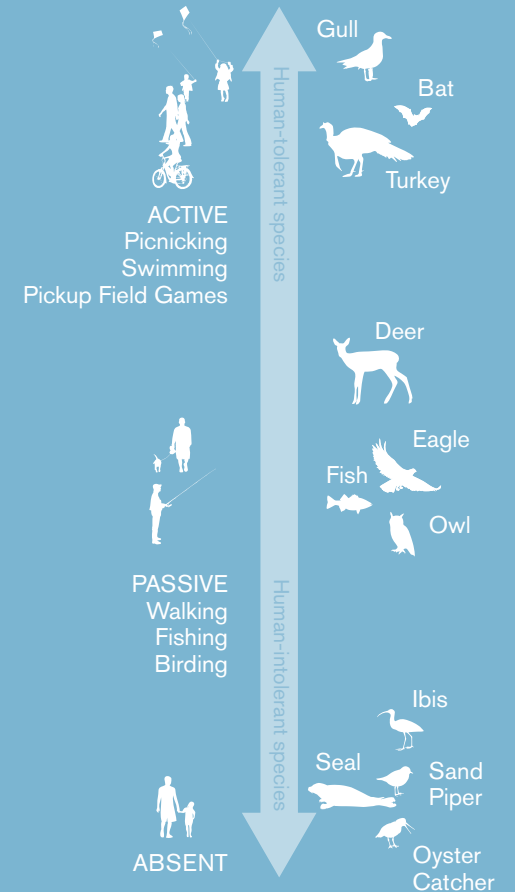 Gull
Bat
Turkey
Human-tolerant species
ACTIVE
Picnicking
Swimming
Pickup Field Games
Deer
Eagle
Fish
Owl
PASSIVE
Walking
Fishing
Birding
Human-intolerant species
Ibis
Seal
Sand
Piper
ABSENT
Oyster
Catcher